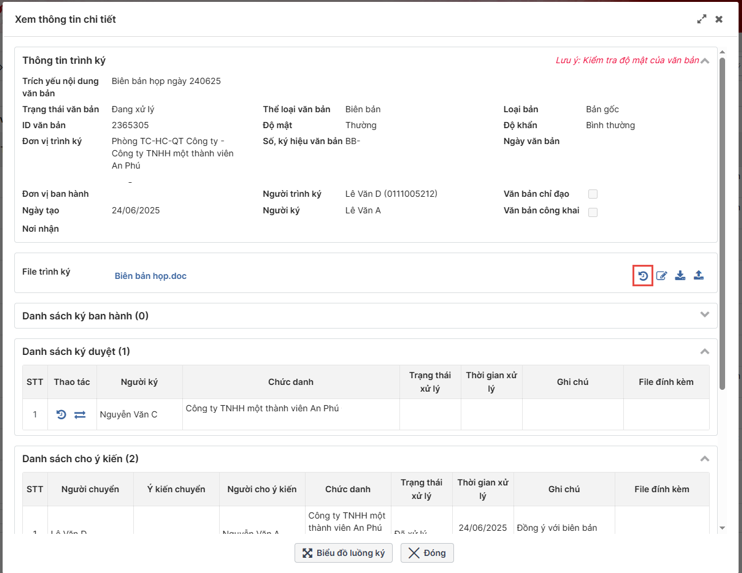 Xem thông tin chi tiết
Thông tin trình ký
Lưu ý: Kiểm tra độ mật của văn bản
Trích yếu nội dung văn bản Biên bản họp ngày 240625
Trạng thái văn bản Đang xử lý Thể loại văn bản Biên bản Loại bản Bản gốc
ID văn bản 2365305 Độ mật Thường Độ khẩn Bình thường
Đơn vị trình ký Phòng TC-HC-QT Công ty - Công ty TNHH một thành viên An Phú Số, ký hiệu văn bản BB- Ngày văn bản
-
Đơn vị ban hành Người trình ký Lê Văn D (0111005212) Văn bản chỉ đạo
Ngày tạo 24/06/2025 Người ký Lê Văn A Văn bản công khai
Nơi nhận
File trình ký Biên bản họp.doc
Danh sách ký ban hành (0)
Danh sách ký duyệt (1)
STT Thao tác Người ký Chức danh Trạng thái xử lý Thời gian xử lý Ghi chú File đính kèm
1 Nguyễn Văn C Công ty TNHH một thành viên An Phú
Danh sách cho ý kiến (2)
STT Người chuyển Ý kiến chuyển Người cho ý kiến Chức danh Trạng thái xử lý Thời gian xử lý Ghi chú File đính kèm
1 Lê Văn D Nguyễn Văn A Công ty TNHH một thành viên An Phú Đã xử lý 24/06/2025 Đồng ý với biên bản
Biểu đồ luồng ký Đóng